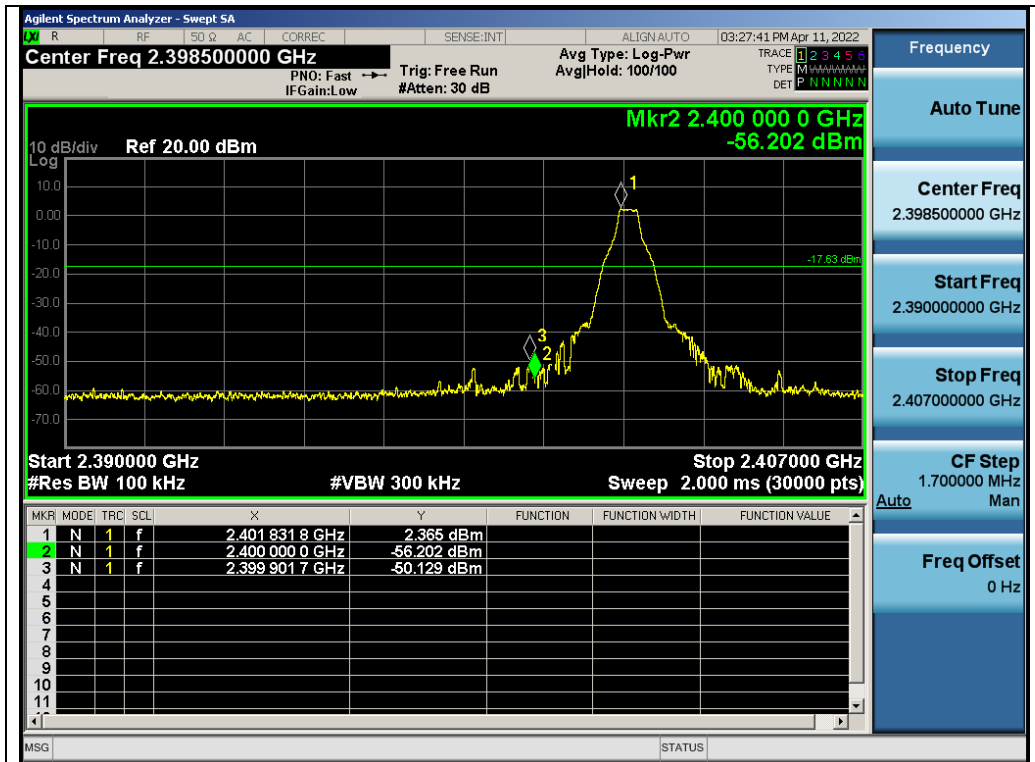 Agilent Spectrum Analyzer - Swept SA
LXI R RF 50 Ω AC CORREC SENSE:INT ALIGN AUTO 03:27:41 PM Apr 11, 2022
Center Freq 2.398500000 GHz
PNO: Fast
IFGain:Low
Trig: Free Run
#Atten: 30 dB
Avg Type: Log-Pwr
Avg|Hold: 100/100
TRACE 1 2 3 4 5 6
TYPE M
DET P N N N N N
Mkr2 2.400 000 0 GHz
-56.202 dBm
10 dB/div Ref 20.00 dBm
Log
10.0
0.00
-10.0
-20.0
-30.0
-40.0
-50.0
-60.0
-70.0
1
-17.63 dBm
3
2
Start 2.390000 GHz Stop 2.407000 GHz
#Res BW 100 kHz #VBW 300 kHz Sweep 2.000 ms (30000 pts)
MKR MODE TRC SCL X Y FUNCTION FUNCTION WIDTH FUNCTION VALUE
1 N 1 f 2.401 831 8 GHz 2.365 dBm
2 N 1 f 2.400 000 0 GHz -56.202 dBm
3 N 1 f 2.399 901 7 GHz -50.129 dBm
4
5
6
7
8
9
10
11
MSG STATUS
Frequency
Auto Tune
Center Freq
2.398500000 GHz
Start Freq
2.390000000 GHz
Stop Freq
2.407000000 GHz
CF Step
1.700000 MHz
Auto Man
Freq Offset
0 Hz